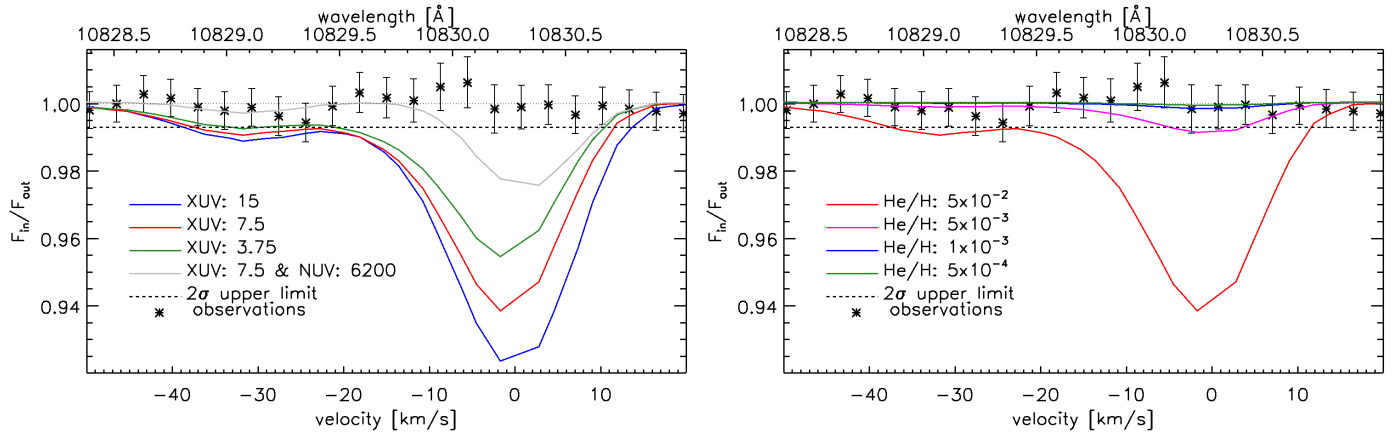 wavelength [Å]
10828.5 10829.0 10829.5 10830.0 10830.5
1.00
0.98
0.96
0.94
F_in/F_out
XUV: 15
XUV: 7.5
XUV: 3.75
XUV: 7.5 & NUV: 6200
2σ upper limit
observations
−40 −30 −20 −10 0 10
velocity [km/s]
wavelength [Å]
10828.5 10829.0 10829.5 10830.0 10830.5
1.00
0.98
0.96
0.94
F_in/F_out
He/H: 5x10⁻²
He/H: 5x10⁻³
He/H: 1x10⁻³
He/H: 5x10⁻⁴
2σ upper limit
observations
−40 −30 −20 −10 0 10
velocity [km/s]